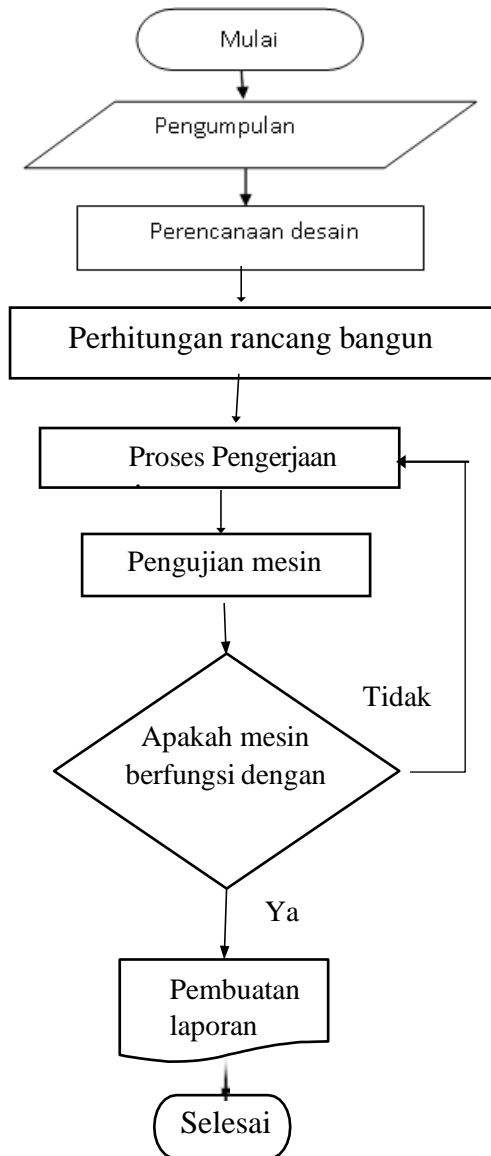 Mulai
Pengumpulan
Perencanaan desain
Perhitungan rancang bangun
Proses Pengerjaan
Pengujian mesin
Tidak
Apakah mesin
berfungsi dengan
Ya
Pembuatan
laporan
Selesai